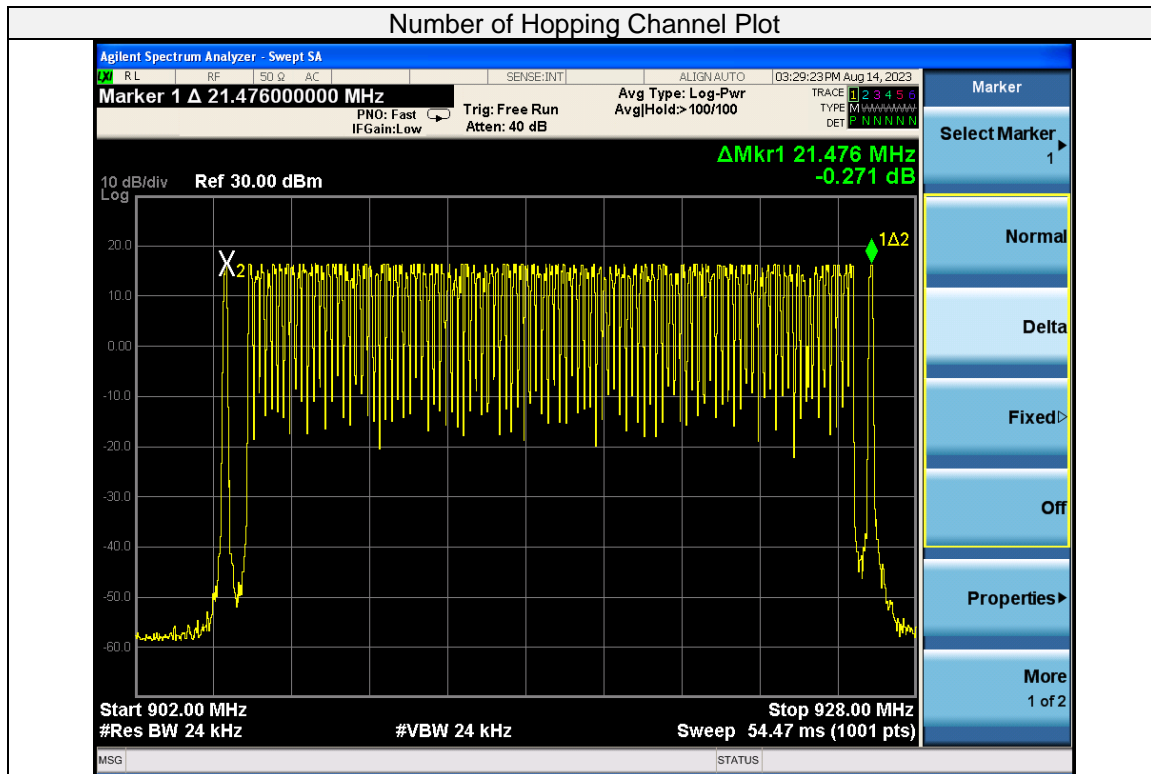 Number of Hopping Channel Plot
Agilent Spectrum Analyzer - Swept SA
LXI RL RF 50 Ω AC SENSE:INT ALIGN AUTO 03:29:23 PM Aug 14, 2023
Marker 1 Δ 21.476000000 MHz
PNO: Fast
IFGain:Low
Trig: Free Run
Atten: 40 dB
Avg Type: Log-Pwr
Avg|Hold:>100/100
TRACE 1 2 3 4 5 6
TYPE M
DET P N N N N N
ΔMkr1 21.476 MHz
-0.271 dB
10 dB/div Ref 30.00 dBm
Log
20.0
10.0
0.00
-10.0
-20.0
-30.0
-40.0
-50.0
-60.0
2
1Δ2
Start 902.00 MHz Stop 928.00 MHz
#Res BW 24 kHz #VBW 24 kHz Sweep 54.47 ms (1001 pts)
MSG STATUS
Marker
Select Marker
1
Normal
Delta
Fixed
Off
Properties
More
1 of 2